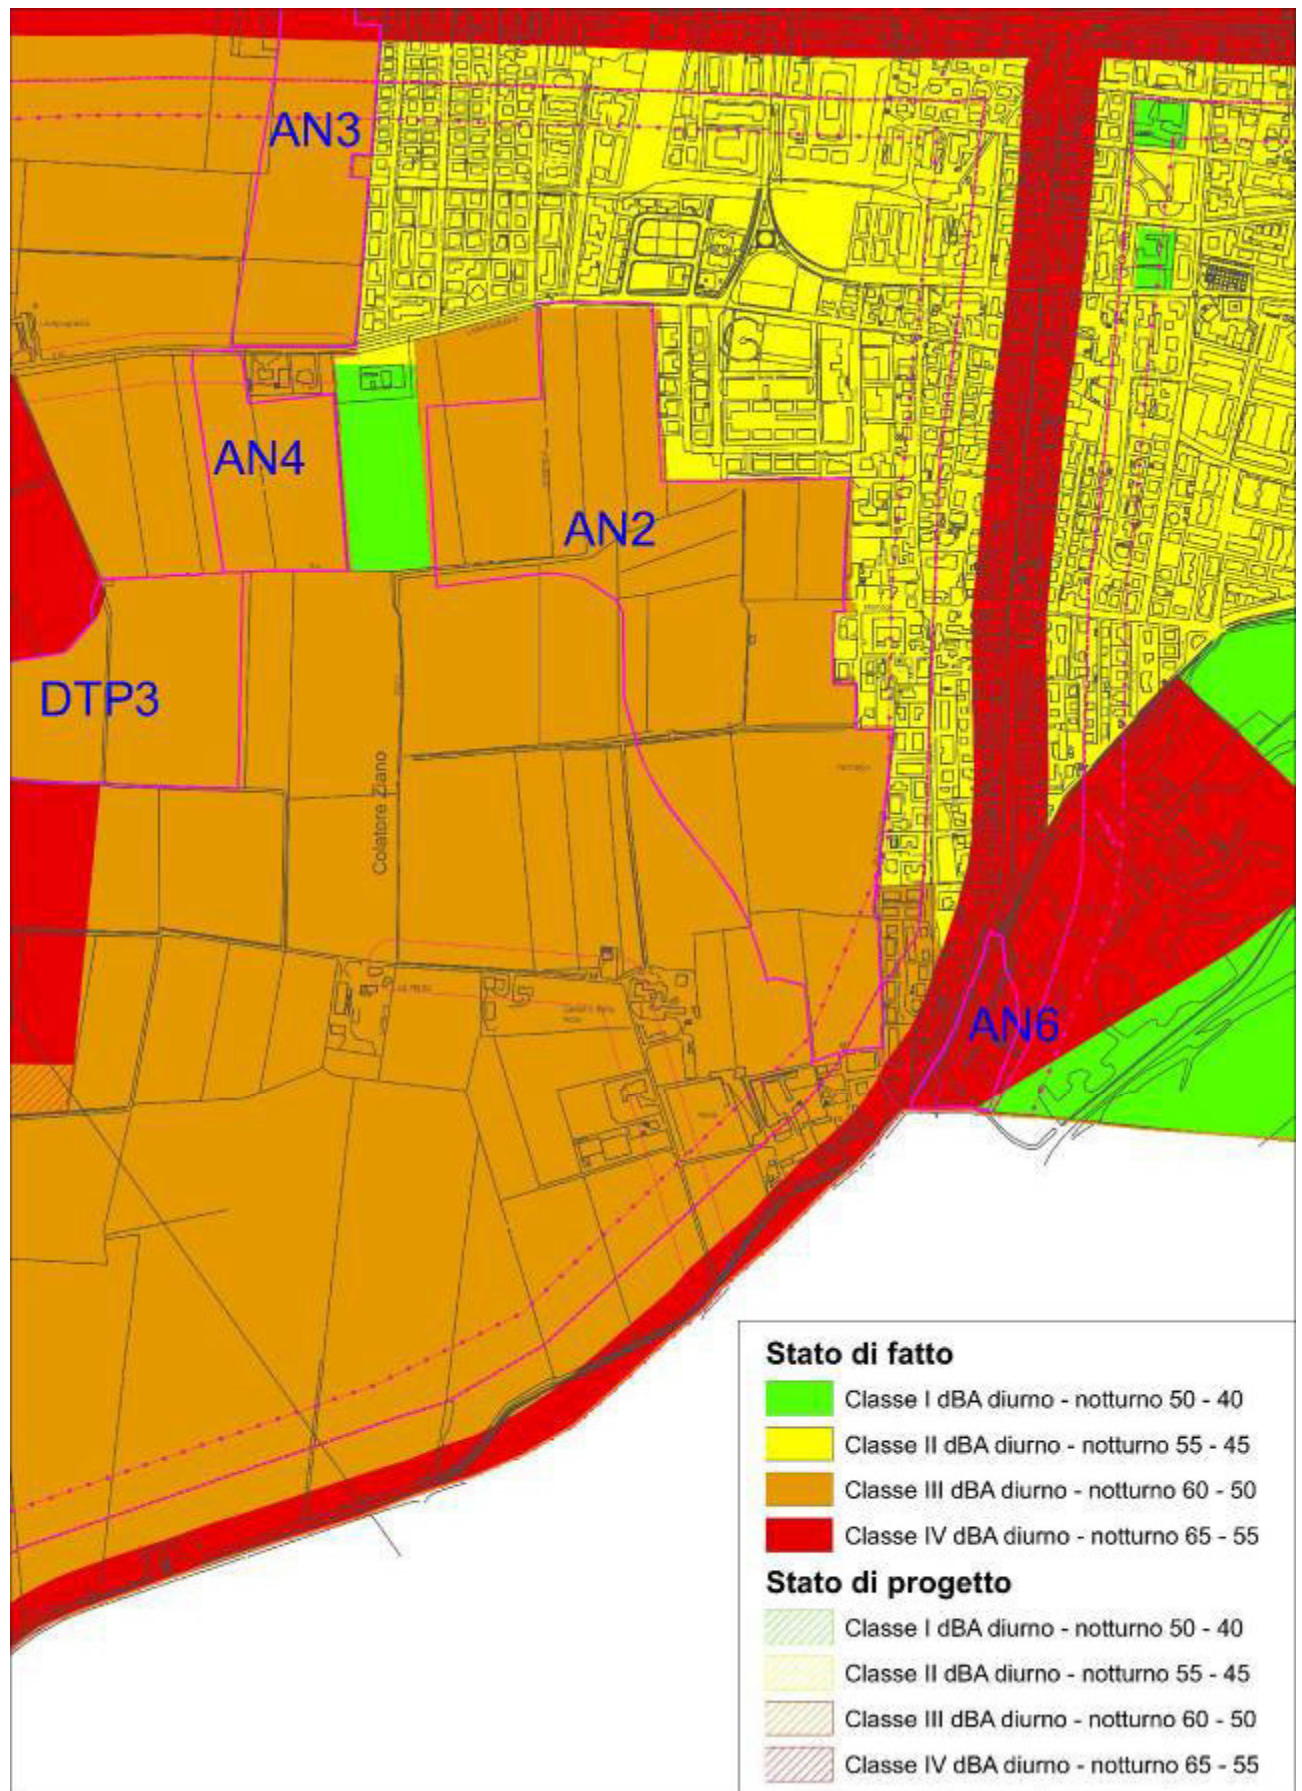 AN3
AN4
AN2
DTP3
Colatore Ziano
AN6
Stato di fatto
Classe I dBA diurno - notturno 50 - 40
Classe II dBA diurno - notturno 55 - 45
Classe III dBA diurno - notturno 60 - 50
Classe IV dBA diurno - notturno 65 - 55
Stato di progetto
Classe I dBA diurno - notturno 50 - 40
Classe II dBA diurno - notturno 55 - 45
Classe III dBA diurno - notturno 60 - 50
Classe IV dBA diurno - notturno 65 - 55